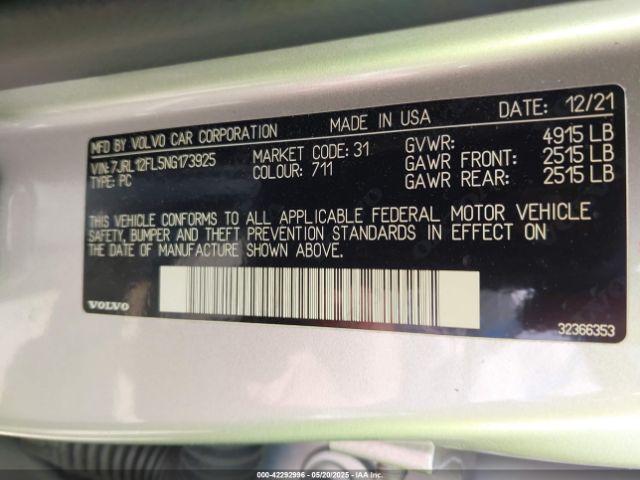 MFD BY VOLVO CAR CORPORATION MADE IN USA DATE: 12/21
VIN:7JRL12FL5NG173925 MARKET CODE: 31 GVWR: 4915 LB
TYPE: PC COLOUR: 711 GAWR FRONT: 2515 LB
GAWR REAR: 2515 LB
THIS VEHICLE CONFORMS TO ALL APPLICABLE FEDERAL MOTOR VEHICLE
SAFETY, BUMPER AND THEFT PREVENTION STANDARDS IN EFFECT ON
THE DATE OF MANUFACTURE SHOWN ABOVE.
VOLVO
32366353
000-42292996 | 05/20/2025 | IAAI.COM